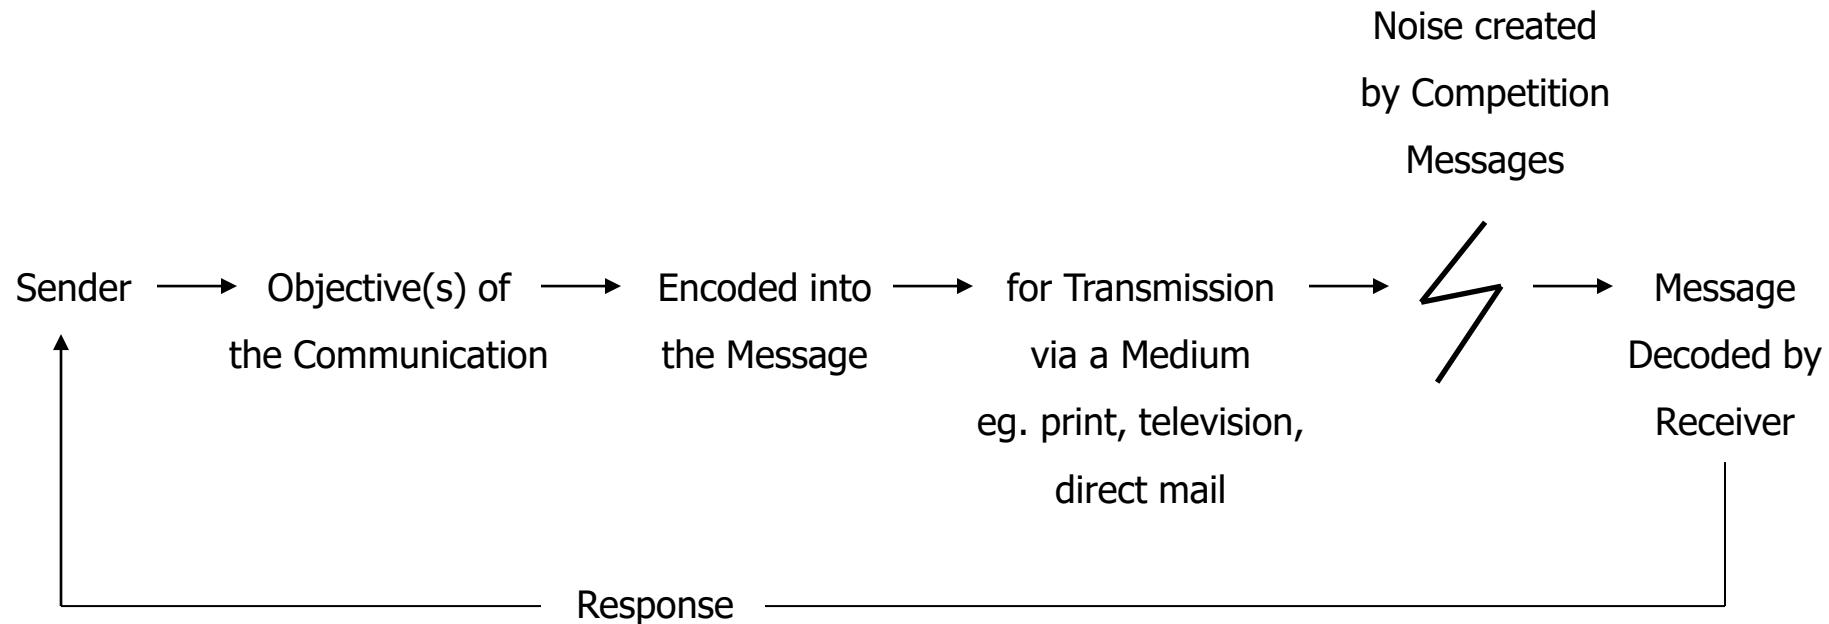 Noise created
by Competition
Messages
Sender
Objective(s) of
the Communication
Encoded into
the Message
for Transmission
via a Medium
eg. print, television,
direct mail
Message
Decoded by
Receiver
Response